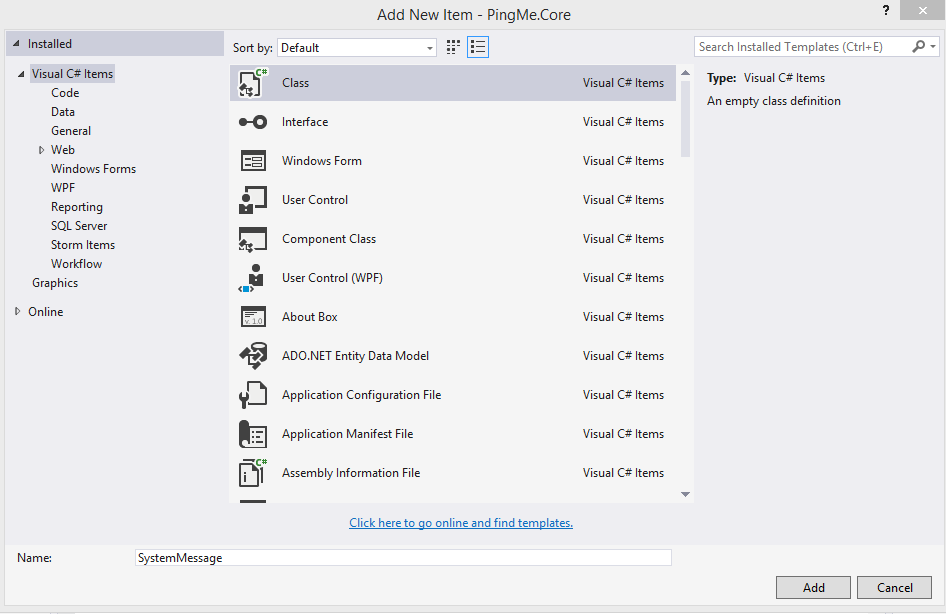 Add New Item - PingMe.Core
?
Installed
Sort by: Default
Search Installed Templates (Ctrl+E)
Visual C# Items
Code
Data
General
Web
Windows Forms
WPF
Reporting
SQL Server
Storm Items
Workflow
Graphics
Online
C# Class Visual C# Items
Interface Visual C# Items
Windows Form Visual C# Items
User Control Visual C# Items
Component Class Visual C# Items
User Control (WPF) Visual C# Items
v. 1.0 About Box Visual C# Items
ADO.NET Entity Data Model Visual C# Items
Application Configuration File Visual C# Items
Application Manifest File Visual C# Items
C# Assembly Information File Visual C# Items
Type: Visual C# Items
An empty class definition
Click here to go online and find templates.
Name: SystemMessage
Add Cancel